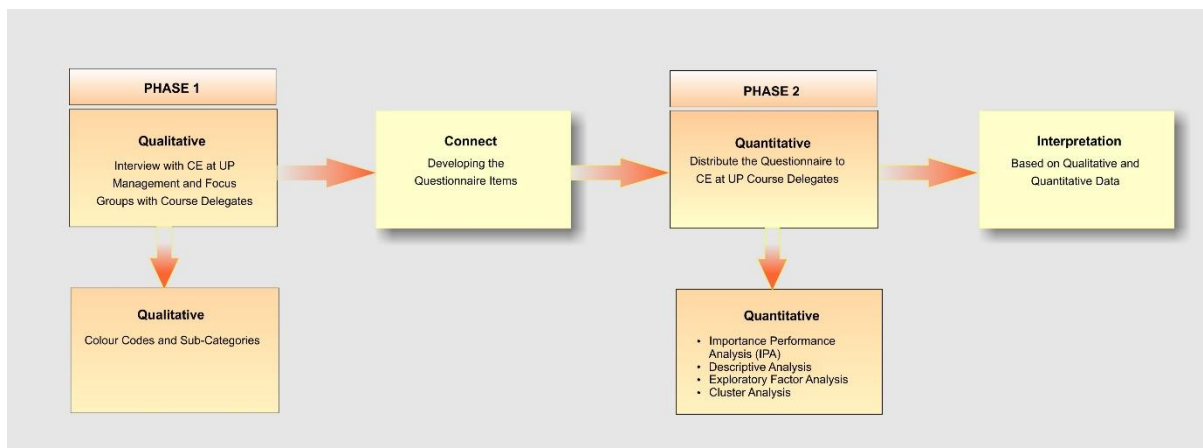 PHASE 1
Qualitative
Interview with CE at UP
Management and Focus
Groups with Course Delegates
Connect
Developing the
Questionnaire Items
PHASE 2
Quantitative
Distribute the Questionnaire to
CE at UP Course Delegates
Interpretation
Based on Qualitative and
Quantitative Data
Qualitative
Colour Codes and Sub-Categories
Quantitative
• Importance Performance
Analysis (IPA)
• Descriptive Analysis
• Exploratory Factor Analysis
• Cluster Analysis